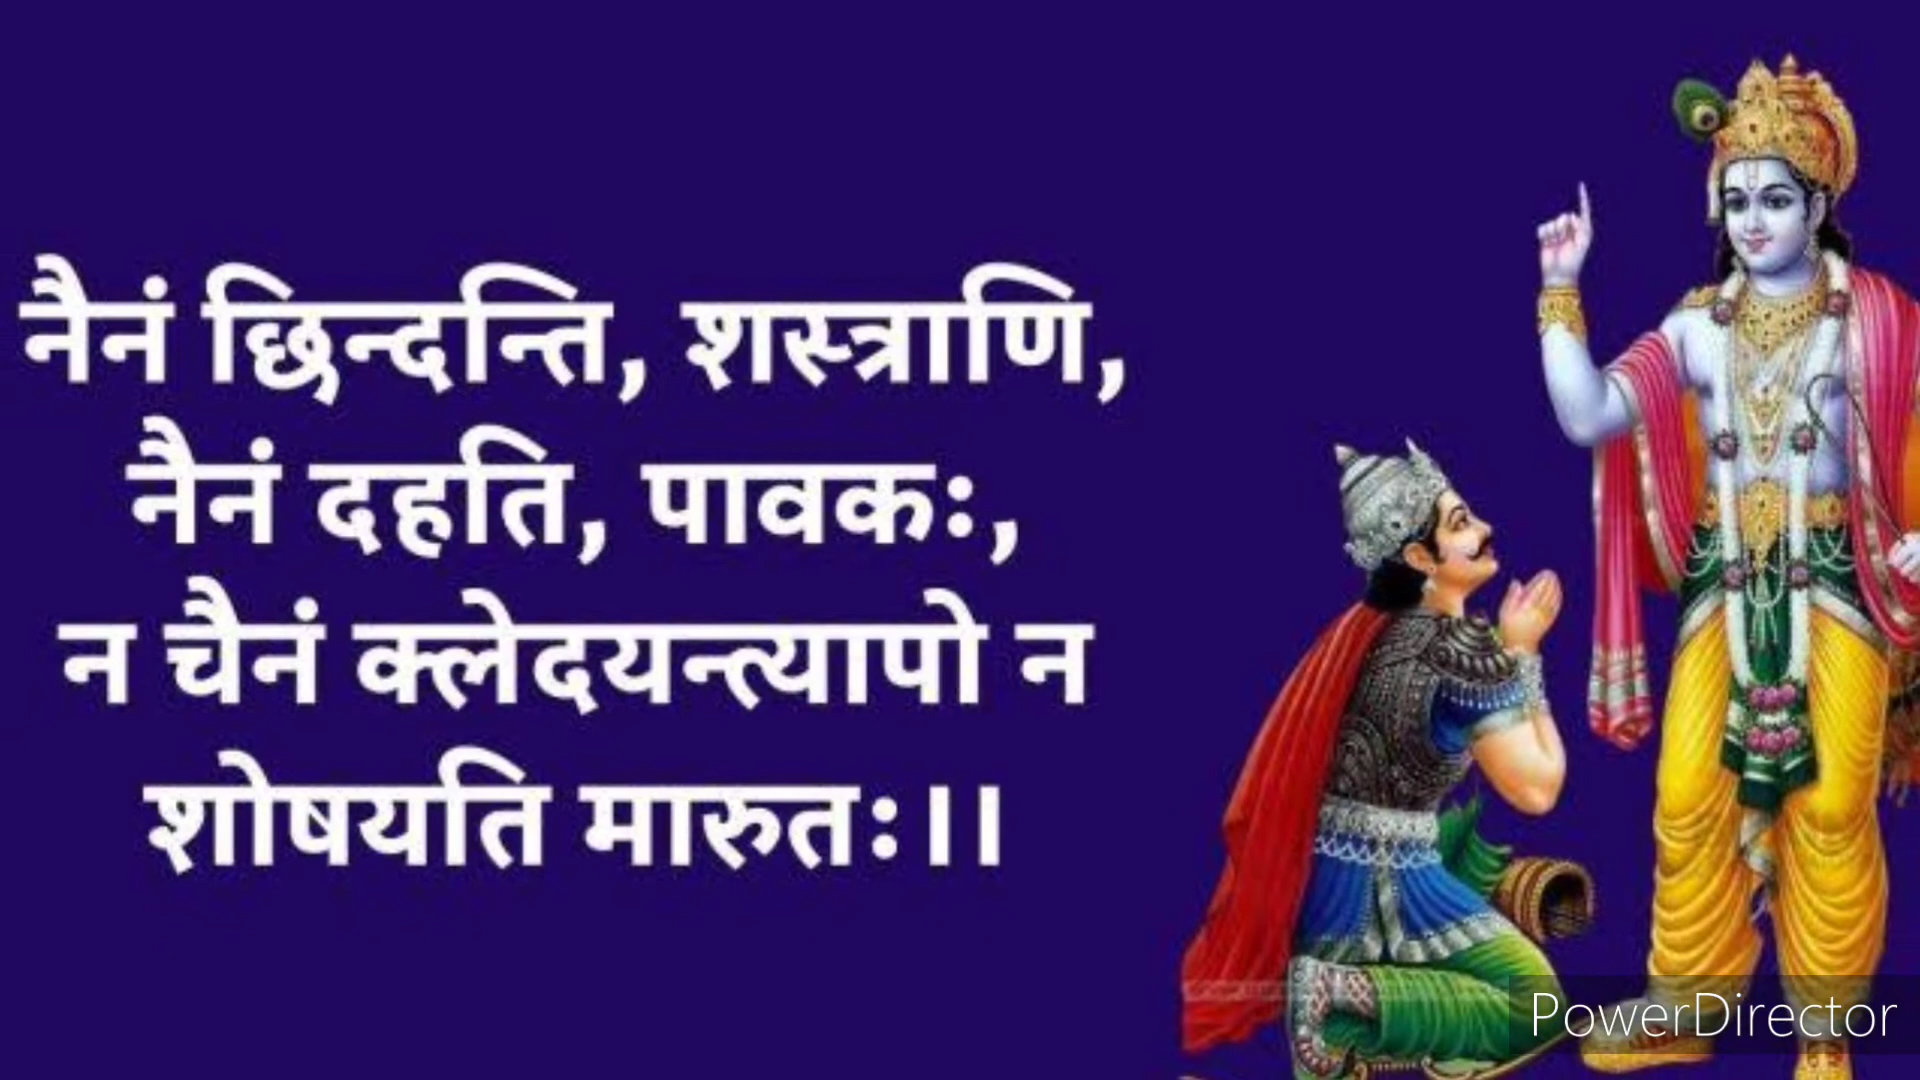 नैनं छिन्दन्ति, शस्त्राणि,
नैनं दहति, पावकः,
न चैनं क्लेदयन्त्यापो न
शोषयति मारुतः।।
PowerDirector